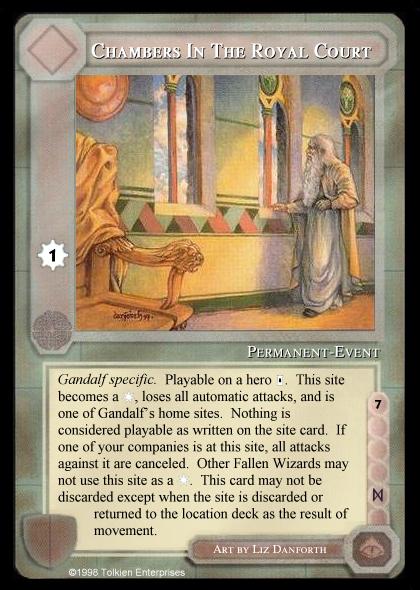 Chambers In The Royal Court
1
danforth 97.
Permanent-Event
Gandalf specific. Playable on a hero . This site
becomes a , loses all automatic attacks, and is
one of Gandalf's home sites. Nothing is
considered playable as written on the site card. If
one of your companies is at this site, all attacks
against it are canceled. Other Fallen Wizards may
not use this site as a . This card may not be
discarded except when the site is discarded or
returned to the location deck as the result of
movement.
7
Art by Liz Danforth
©1998 Tolkien Enterprises